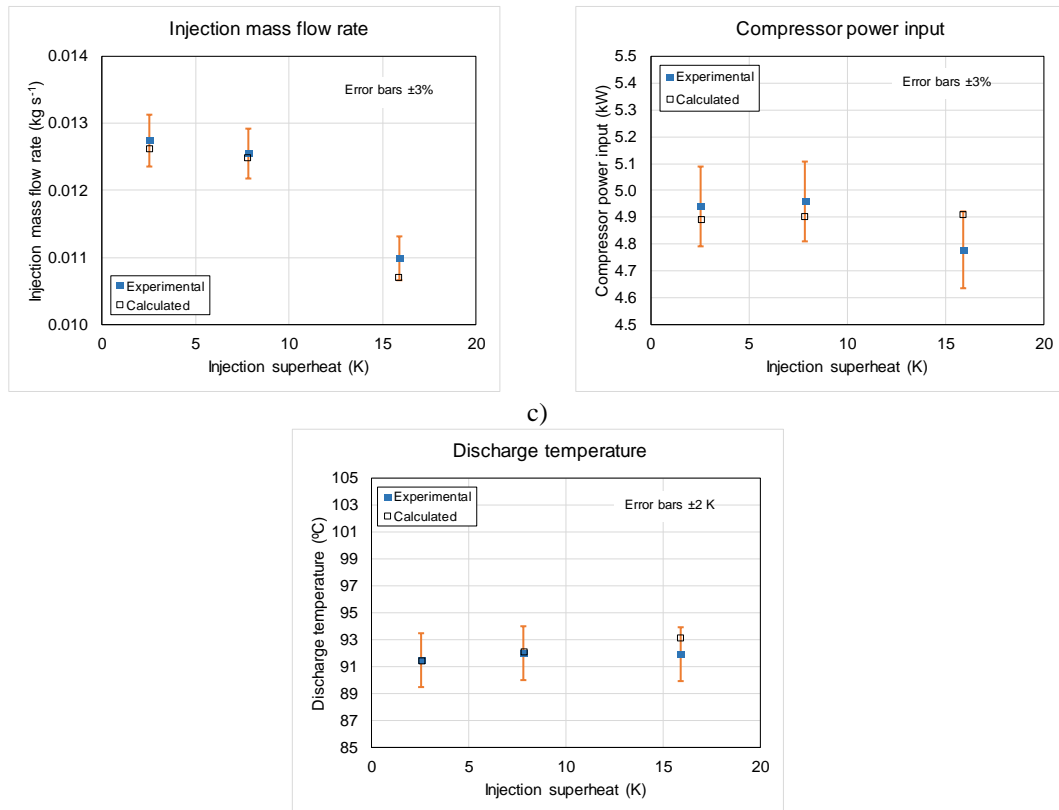 Injection mass flow rate
Injection mass flow rate (kg s⁻¹)
0.014
0.013
0.012
0.011
0.010
Error bars ±3%
Experimental
Calculated
0
5
10
15
20
Injection superheat (K)
Compressor power input
Compressor power input (kW)
5.5
5.4
5.3
5.2
5.1
5.0
4.9
4.8
4.7
4.6
4.5
Experimental
Calculated
Error bars ±3%
0
5
10
15
20
Injection superheat (K)
c)
Discharge temperature
Discharge temperature (ºC)
105
103
101
99
97
95
93
91
89
87
85
Experimental
Calculated
Error bars ±2 K
0
5
10
15
20
Injection superheat (K)